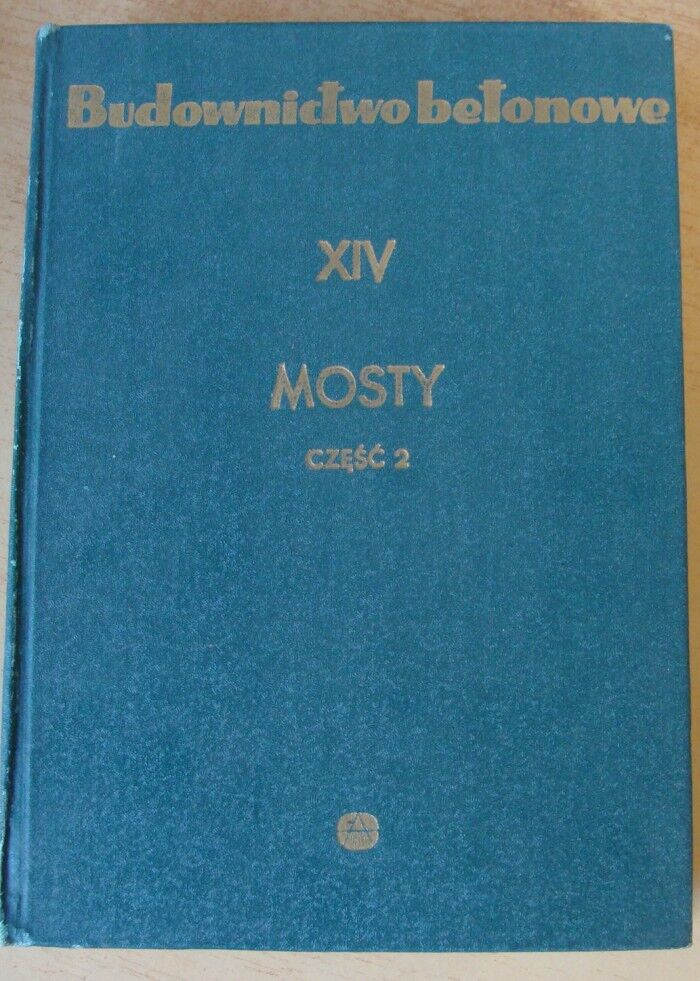 Budownictwo betonowe
XIV
MOSTY
CZĘŚĆ 2